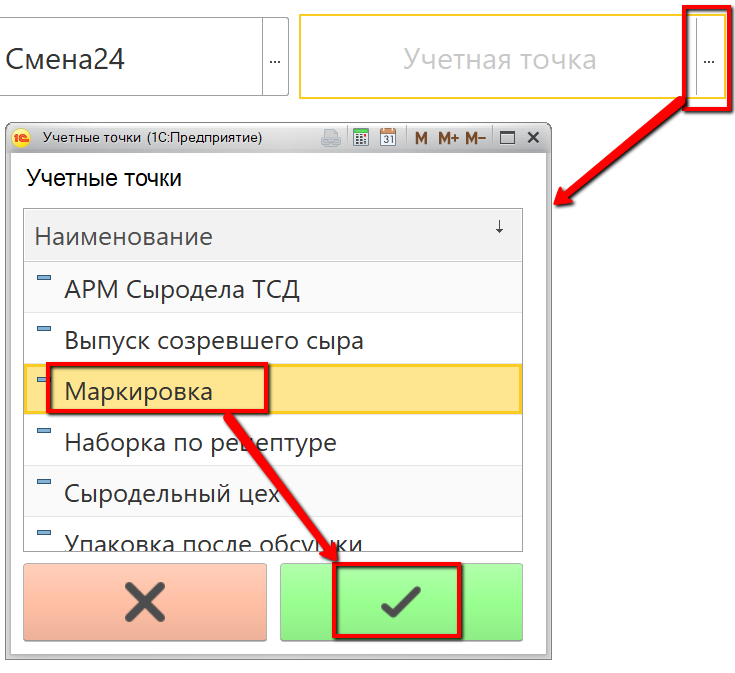 Смена24
...
Учетная точка
...
Учетные точки (1С:Предприятие)
31
M M+ M−
Учетные точки
Наименование
АРМ Сыродела ТСД
Выпуск созревшего сыра
Маркировка
Наборка по рецептуре
Сыродельный цех
Упаковка после обсушки